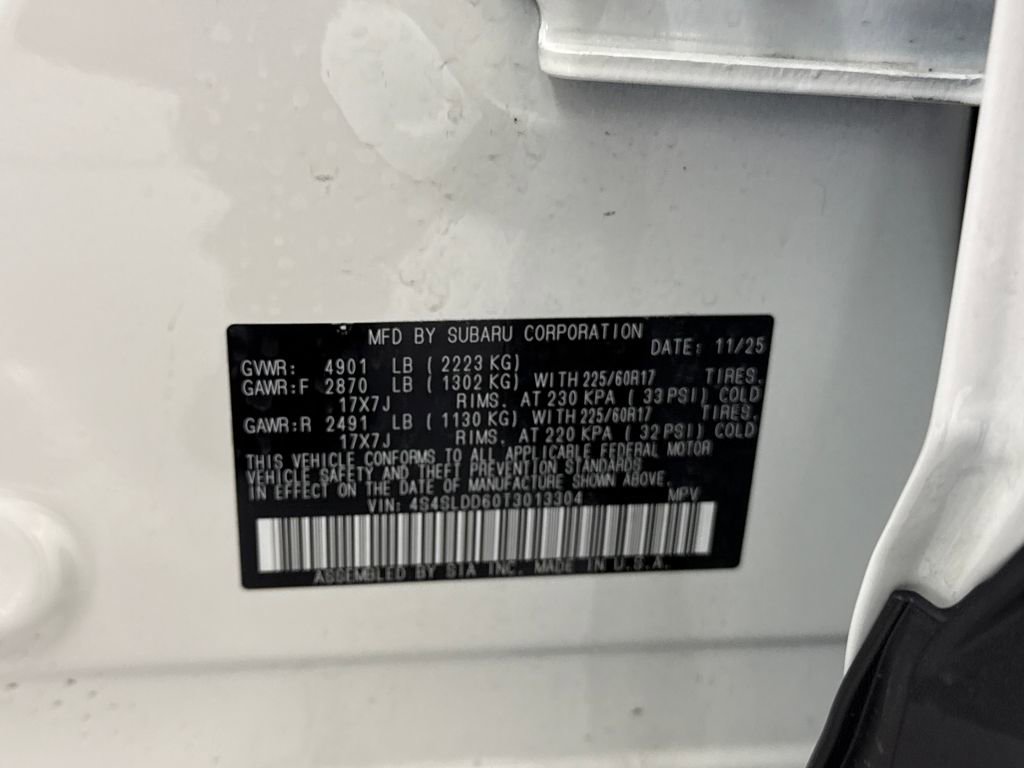 MFD BY SUBARU CORPORATION
DATE: 11/25
GVWR: 4901 LB ( 2223 KG)
GAWR:F 2870 LB ( 1302 KG) WITH 225/60R17 TIRES.
17X7J RIMS. AT 230 KPA ( 33 PSI) COLD
GAWR:R 2491 LB ( 1130 KG) WITH 225/60R17 TIRES.
17X7J RIMS. AT 220 KPA ( 32 PSI) COLD
THIS VEHICLE CONFORMS TO ALL APPLICABLE FEDERAL MOTOR
VEHICLE SAFETY AND THEFT PREVENTION STANDARDS
IN EFFECT ON THE DATE OF MANUFACTURE SHOWN ABOVE.
VIN: 4S4SLDD60T3013304 MPV
ASSEMBLED BY SIA INC. MADE IN U.S.A.